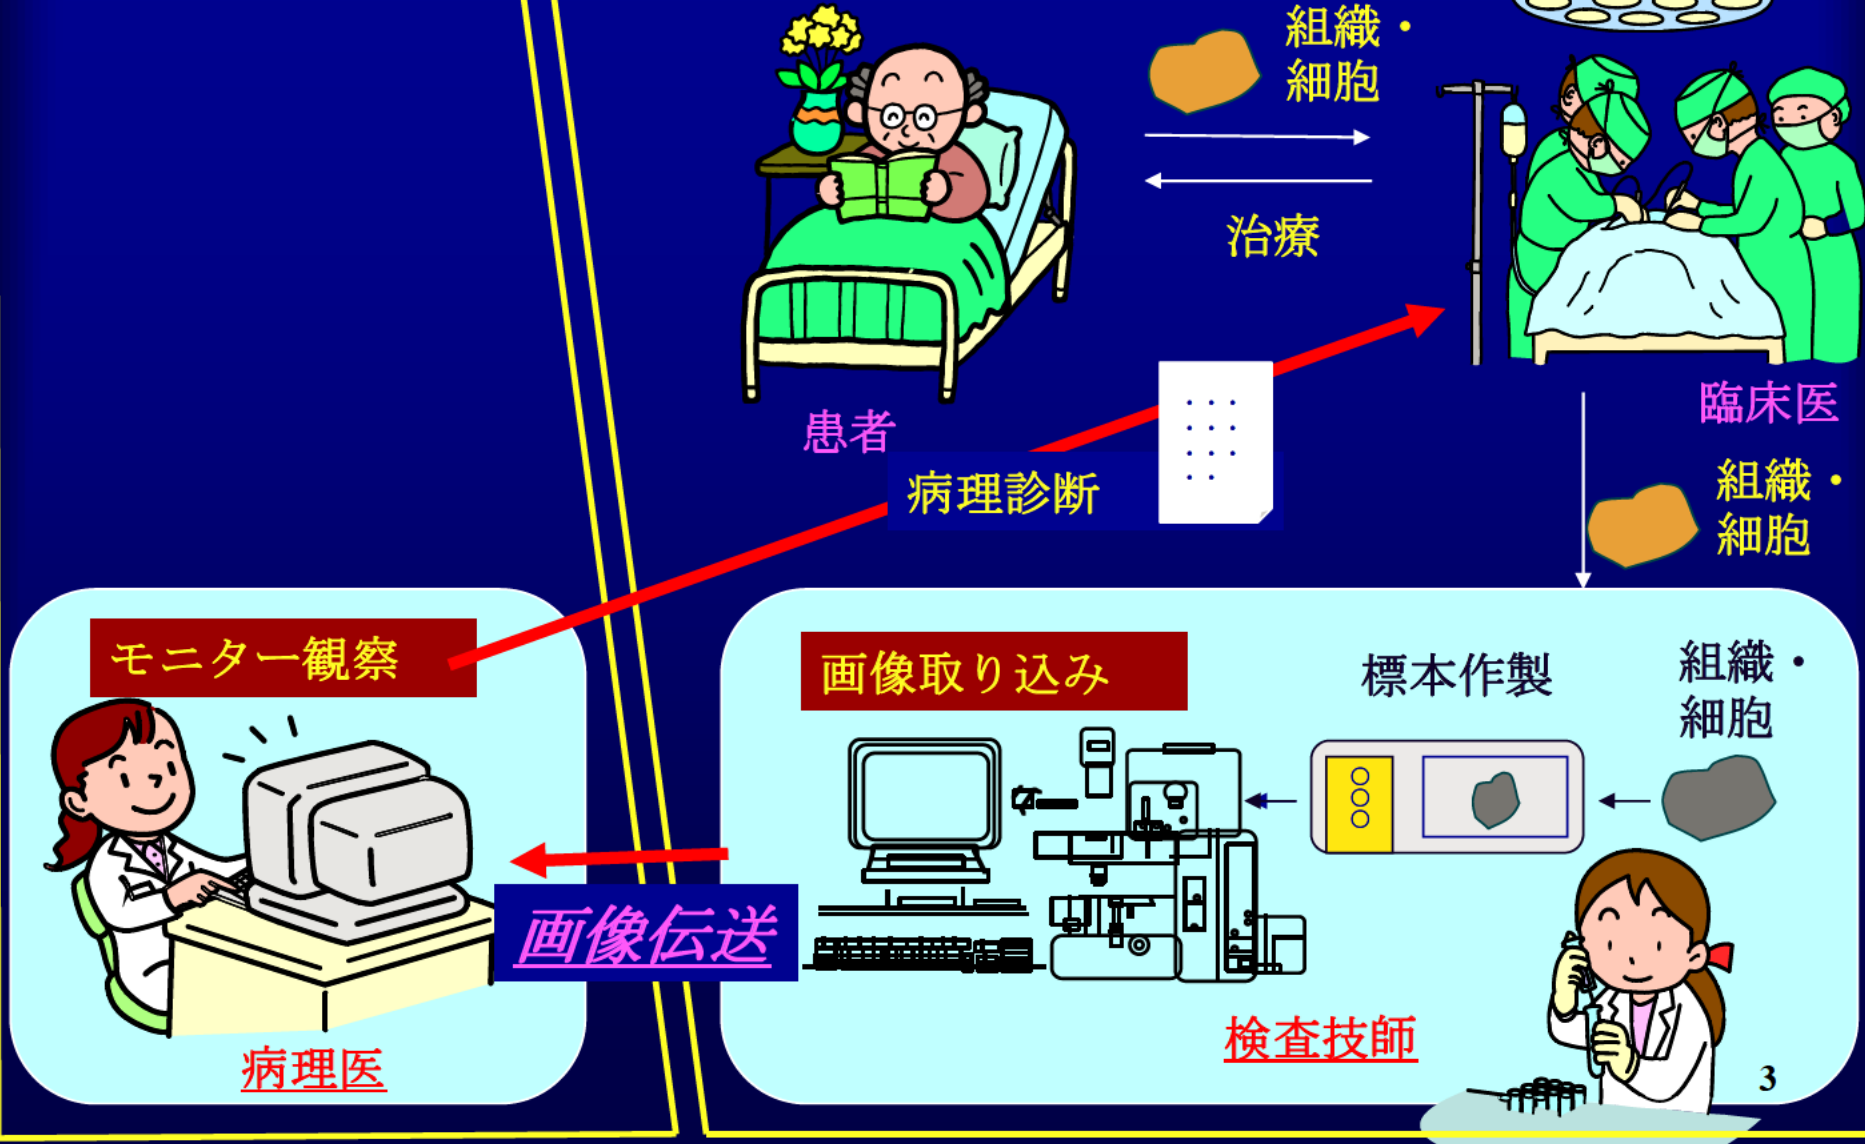 組織・
細胞
治療
患者
臨床医
病理診断
組織・
細胞
モニター観察
画像取り込み
標本作製
組織・
細胞
画像伝送
検査技師
病理医
3